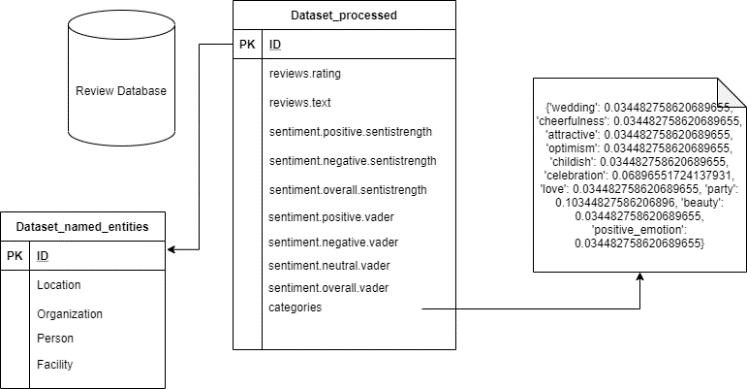 Dataset_processed
PK ID
reviews.rating
reviews.text
sentiment.positive.sentistrength
sentiment.negative.sentistrength
sentiment.overall.sentistrength
sentiment.positive.vader
sentiment.negative.vader
sentiment.neutral.vader
sentiment.overall.vader
categories
Review Database
Dataset_named_entities
PK ID
Location
Organization
Person
Facility
{'wedding': 0.034482758620689655,
'cheerfulness': 0.034482758620689655,
'attractive': 0.034482758620689655,
'optimism': 0.034482758620689655,
'childish': 0.034482758620689655,
'celebration': 0.06896551724137931,
'love': 0.034482758620689655, 'party':
0.10344827586206896, 'beauty':
0.034482758620689655,
'positive_emotion':
0.034482758620689655}